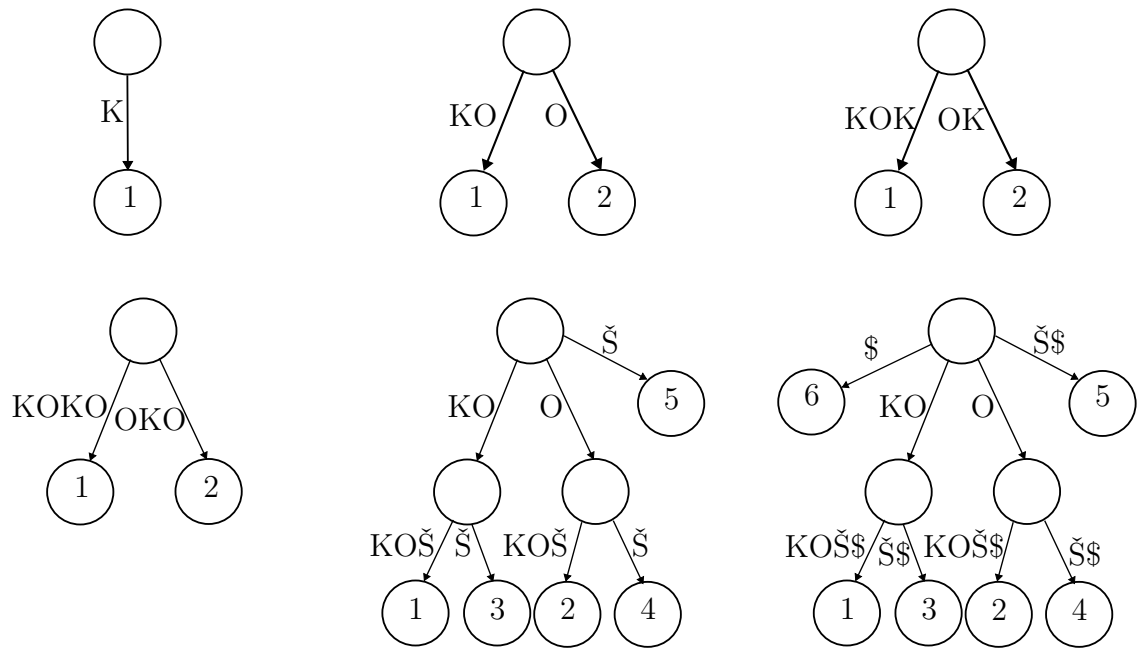 K
1
KO O
1 2
KOK OK
1 2
KOKO OKO
1 2
Š
5
KO O
KOŠ Š KOŠ Š
1 3 2 4
$ Š$
6 5
KO O
KOŠ$ Š$ KOŠ$ Š$
1 3 2 4